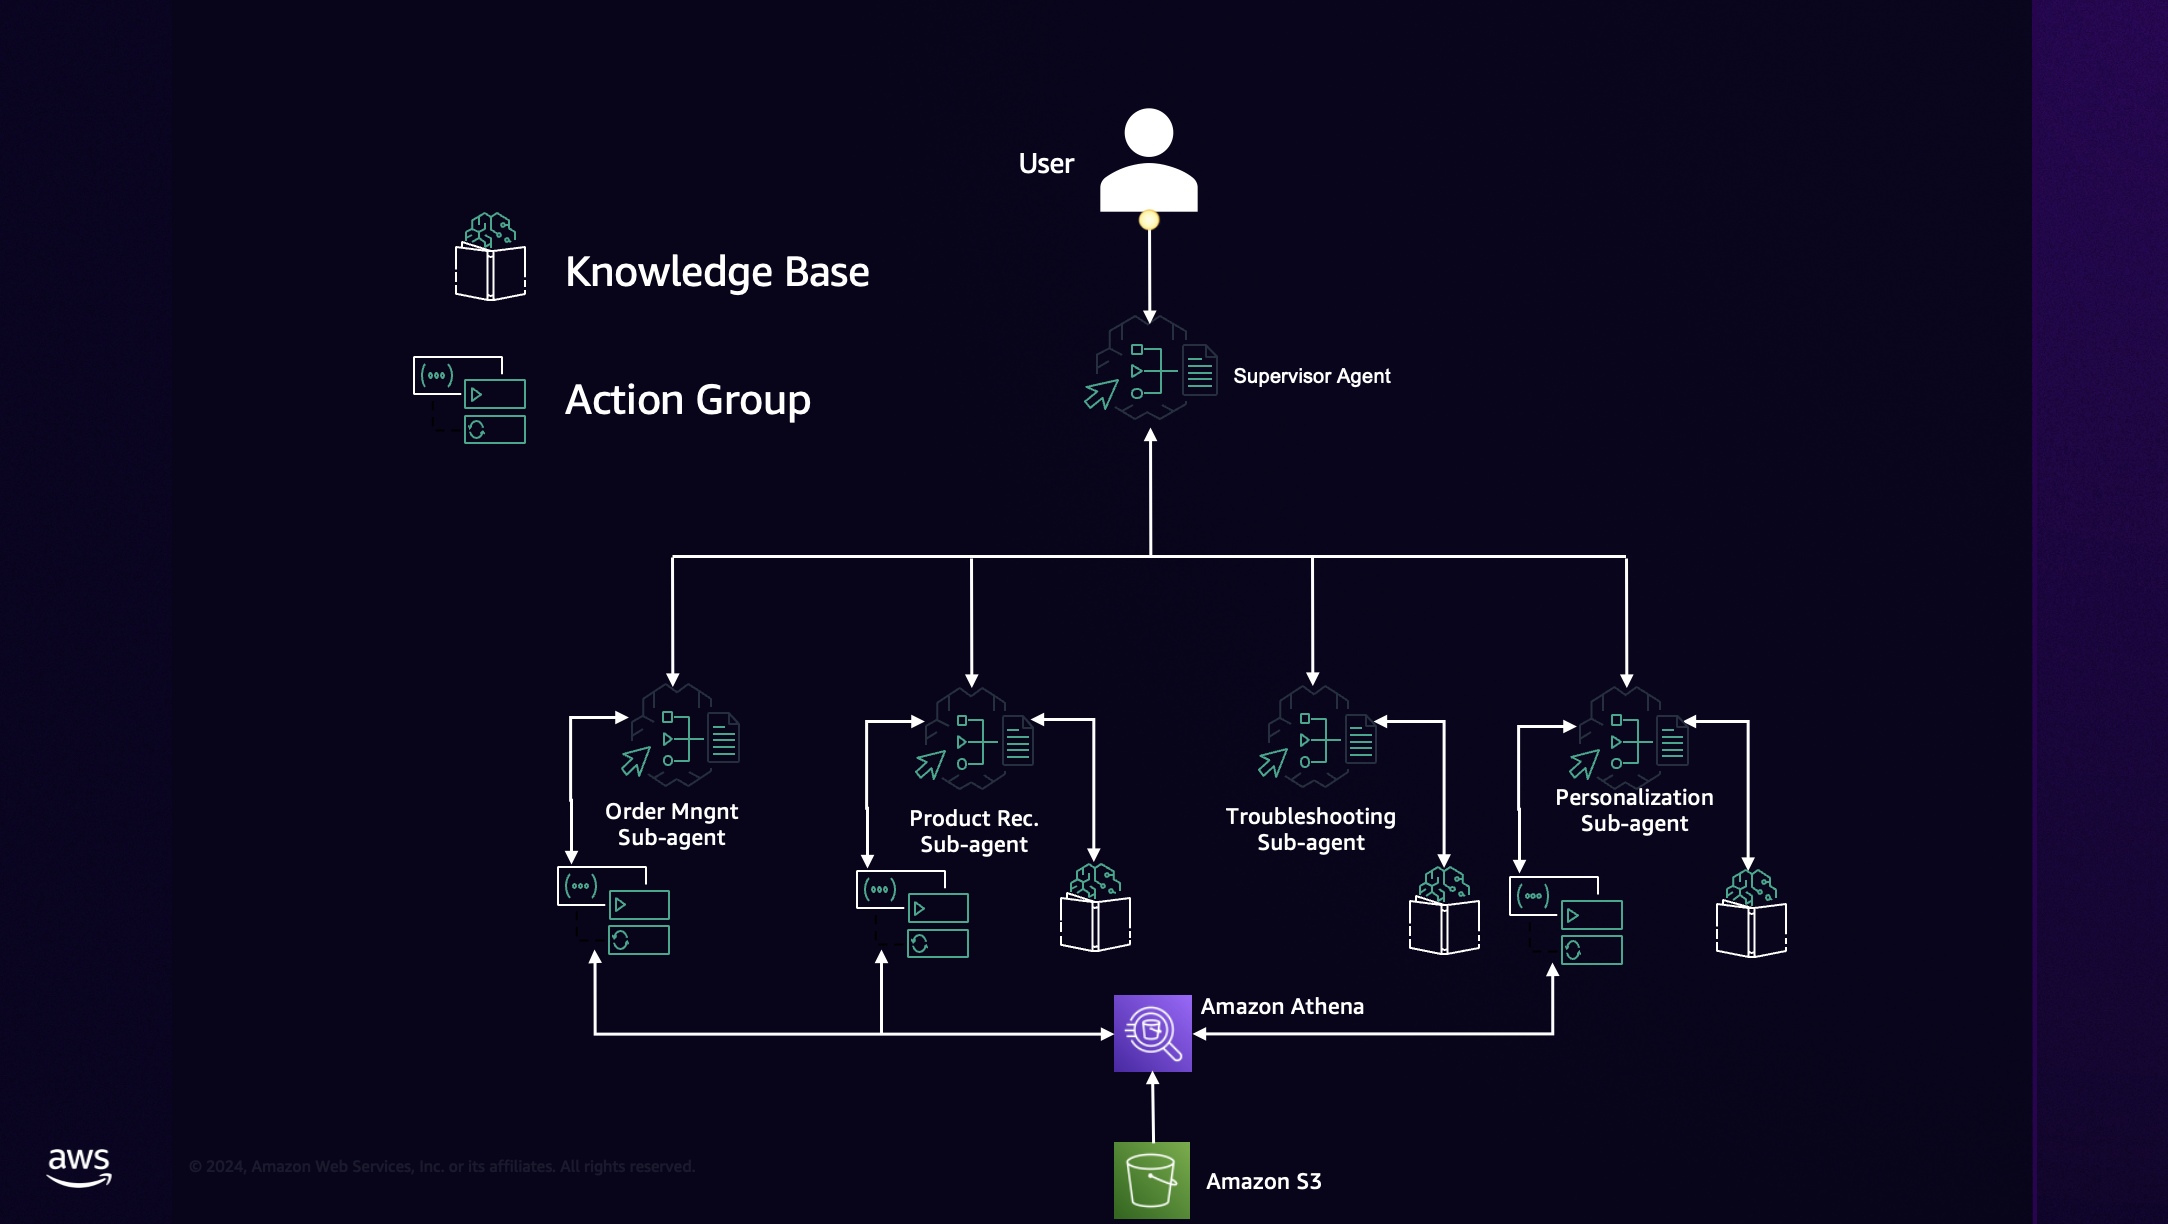 User
Knowledge Base
Supervisor Agent
Action Group
Order Mngnt
Sub-agent
Product Rec.
Sub-agent
Troubleshooting
Sub-agent
Personalization
Sub-agent
Amazon Athena
aws
© 2024, Amazon Web Services, Inc. or its affiliates. All rights reserved.
Amazon S3